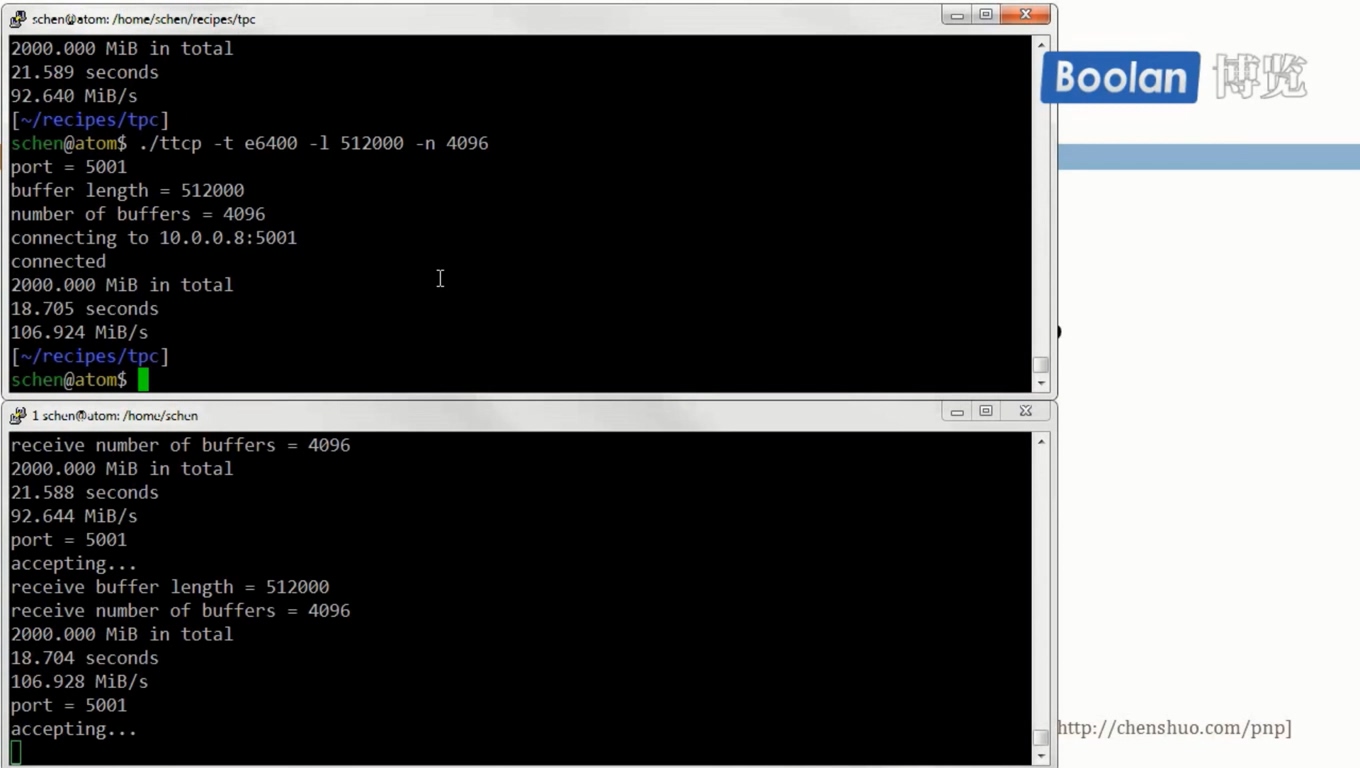 schen@atom: /home/schen/recipes/tpc
2000.000 MiB in total
21.589 seconds
92.640 MiB/s
[~/recipes/tpc]
schen@atom$ ./ttcp -t e6400 -l 512000 -n 4096
port = 5001
buffer length = 512000
number of buffers = 4096
connecting to 10.0.0.8:5001
connected
2000.000 MiB in total
18.705 seconds
106.924 MiB/s
[~/recipes/tpc]
schen@atom$
Boolan 博览
1 schen@atom: /home/schen
receive number of buffers = 4096
2000.000 MiB in total
21.588 seconds
92.644 MiB/s
port = 5001
accepting...
receive buffer length = 512000
receive number of buffers = 4096
2000.000 MiB in total
18.704 seconds
106.928 MiB/s
port = 5001
accepting...
http://chenshuo.com/pnp]